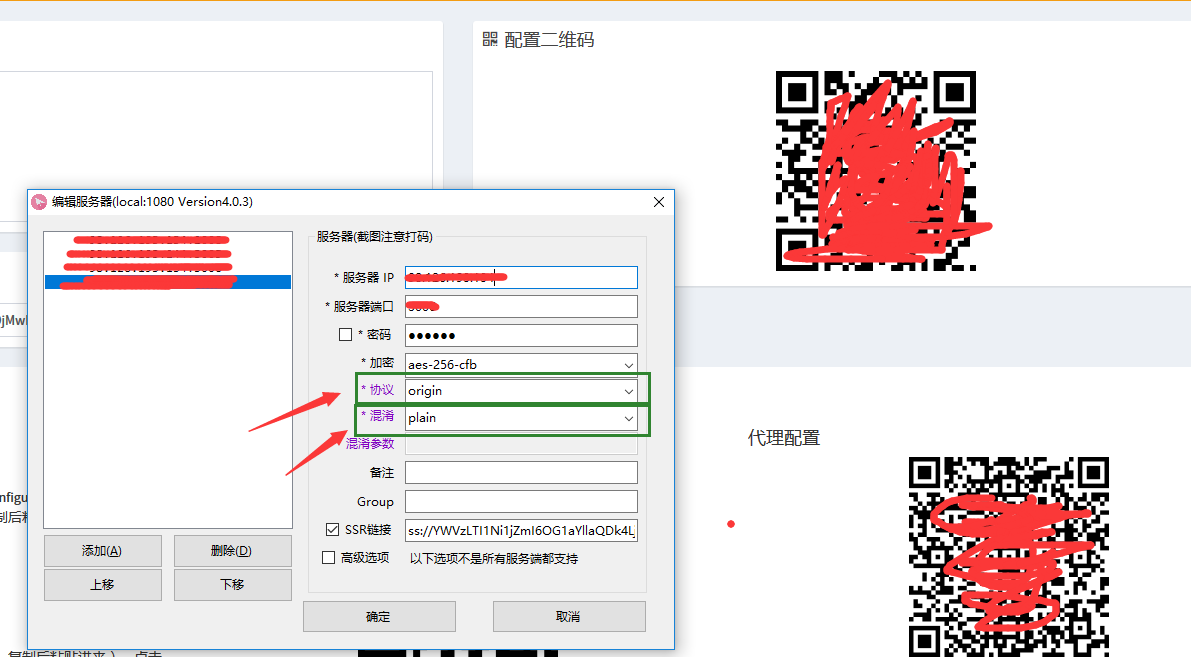 配置二维码
编辑服务器(local:1080 Version4.0.3)
服务器(截图注意打码)
* 服务器 IP
* 服务器端口
* 密码
●●●●●●
* 加密
aes-256-cfb
* 协议
origin
* 混淆
plain
混淆参数
备注
Group
SSR链接
ss://YWVzLTI1Ni1jZmI6OG1aYllaQDk4L
高级选项
以下选项不是所有服务端都支持
添加(A)
删除(D)
上移
下移
确定
取消
代理配置
nfigu
制后粘
复制后粘贴进来）。点击